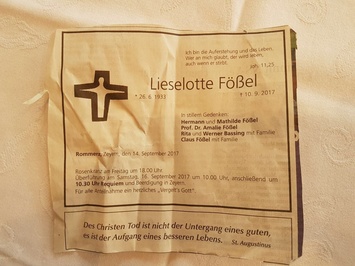 Ich bin die Auferstehung und das Leben.
Wer an mich glaubt, der wird leben,
auch wenn er stirbt.
Joh. 11,25
Lieselotte Fößel
* 26. 6. 1933 † 10. 9. 2017
In stillem Gedenken:
Hermann und Mathilde Fößel
Prof. Dr. Amalie Fößel
Rita und Werner Bassing mit Familie
Claus Fößel mit Familie
Zeyern, den 14. September 2017
Rosenkranz am Freitag um 18.00 Uhr.
Überführung am Samstag, 16. September 2017 um 10.00 Uhr, anschließend um
10.30 Uhr Requiem und Beerdigung in Zeyern.
Für alle Anteilnahme ein herzliches „Vergelt's Gott"
Des Christen Tod ist nicht der Untergang eines guten,
es ist der Aufgang eines besseren Lebens. St. Augustinus